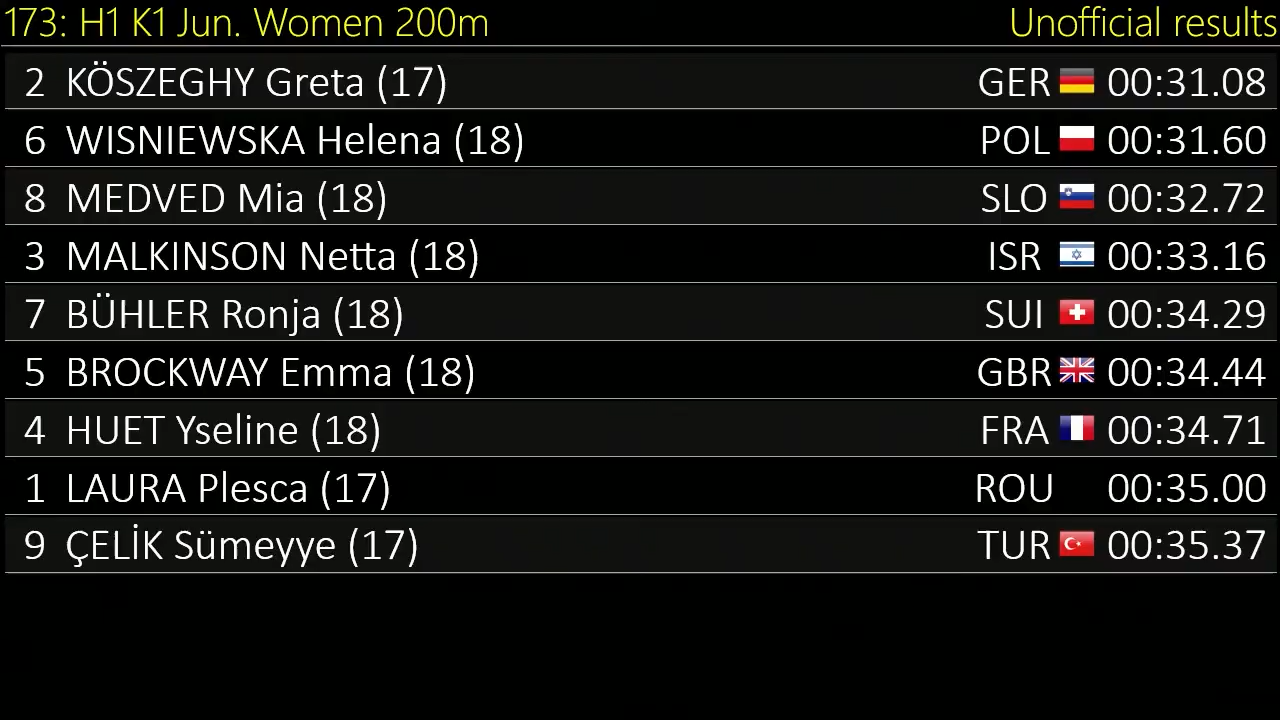 173: H1 K1 Jun. Women 200m Unofficial results
2 KÖSZEGHY Greta (17) GER 00:31.08
6 WISNIEWSKA Helena (18) POL 00:31.60
8 MEDVED Mia (18) SLO 00:32.72
3 MALKINSON Netta (18) ISR 00:33.16
7 BÜHLER Ronja (18) SUI 00:34.29
5 BROCKWAY Emma (18) GBR 00:34.44
4 HUET Yseline (18) FRA 00:34.71
1 LAURA Plesca (17) ROU 00:35.00
9 ÇELİK Sümeyye (17) TUR 00:35.37